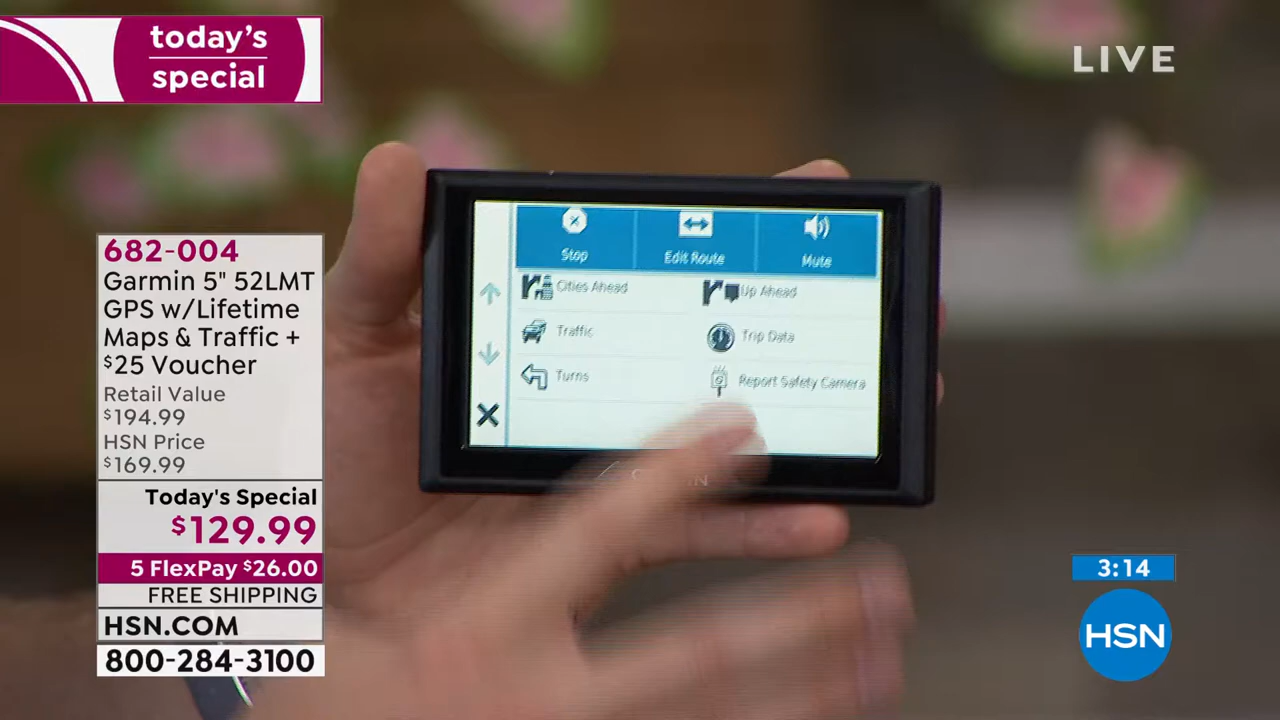 today's
special
LIVE
682-004
Garmin 5" 52LMT
GPS w/Lifetime
Maps & Traffic +
$25 Voucher
Retail Value
$194.99
HSN Price
$169.99
Today's Special
$129.99
5 FlexPay $26.00
FREE SHIPPING
HSN.COM
800-284-3100
Stop
Edit Route
Mute
Cities Ahead
Up Ahead
Traffic
Trip Data
Turns
Report Safety Camera
3:14
HSN